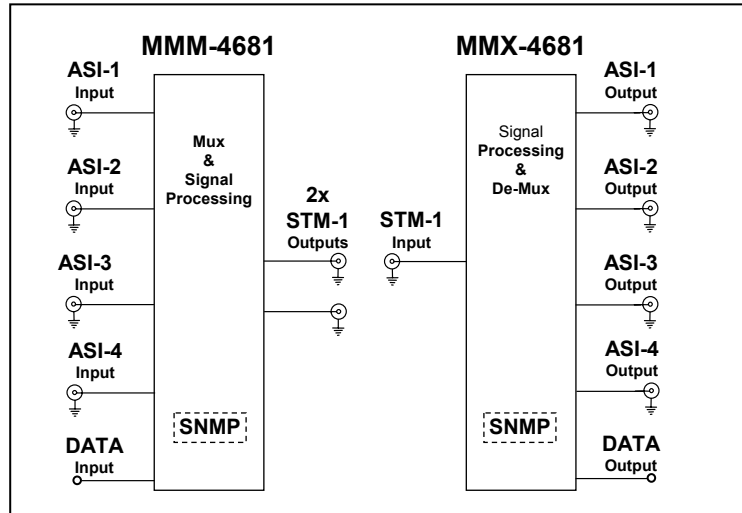 MMM-4681
ASI-1
Input
ASI-2
Input
ASI-3
Input
ASI-4
Input
DATA
Input
Mux
&
Signal
Processing
SNMP
2x
STM-1
Outputs
MMX-4681
STM-1
Input
Signal
Processing
&
De-Mux
SNMP
ASI-1
Output
ASI-2
Output
ASI-3
Output
ASI-4
Output
DATA
Output